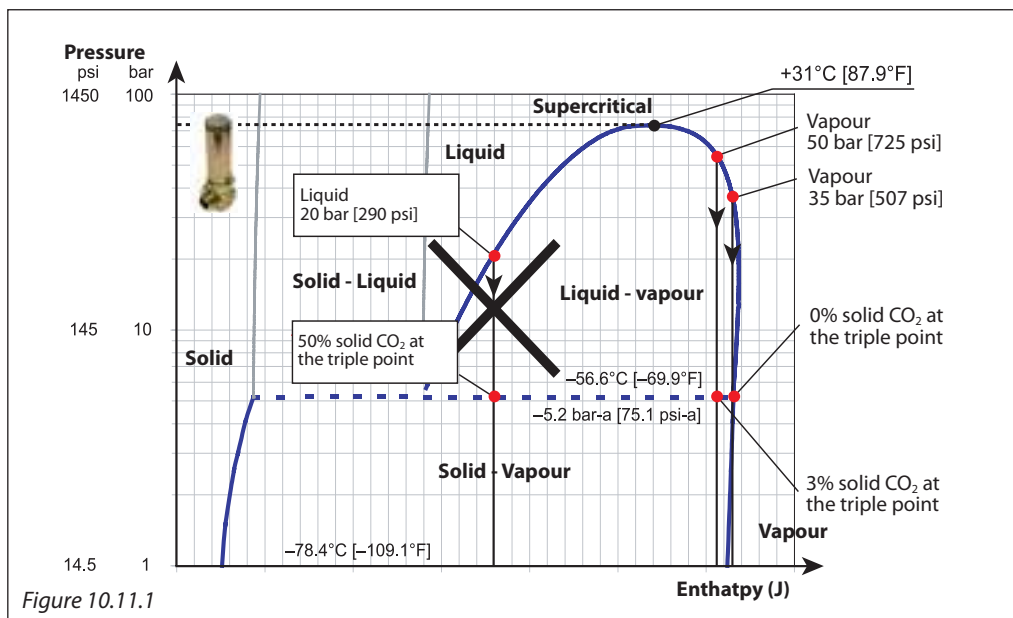 Pressure
psi bar
1450 100
145 10
14.5 1
+31°C [87.9°F]
Supercritical
Vapour
50 bar [725 psi]
Vapour
35 bar [507 psi]
Liquid
Liquid
20 bar [290 psi]
Solid - Liquid
Liquid - vapour
50% solid CO₂ at
the triple point
0% solid CO₂ at
the triple point
Solid
–56.6°C [–69.9°F]
–5.2 bar-a [75.1 psi-a]
Solid - Vapour
3% solid CO₂ at
the triple point
Vapour
–78.4°C [–109.1°F]
Enthatpy (J)
Figure 10.11.1